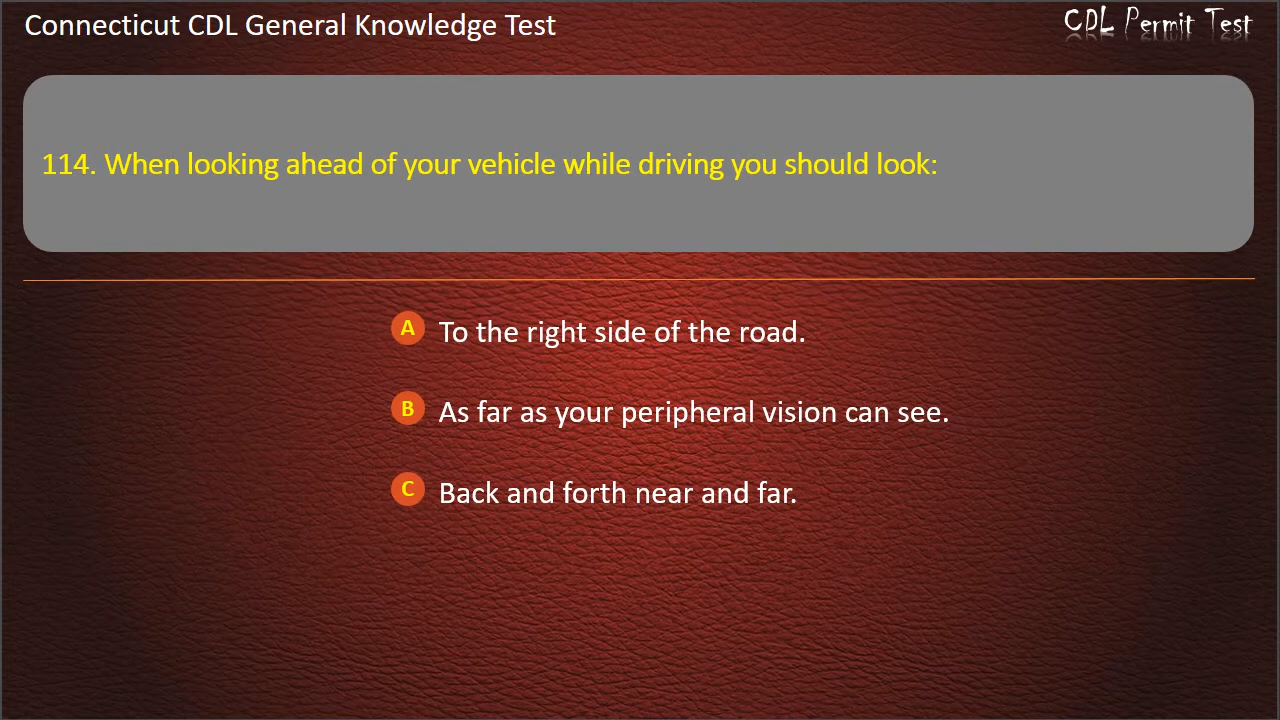 Connecticut CDL General Knowledge Test
CDL Permit Test
114. When looking ahead of your vehicle while driving you should look:
A To the right side of the road.
B As far as your peripheral vision can see.
C Back and forth near and far.